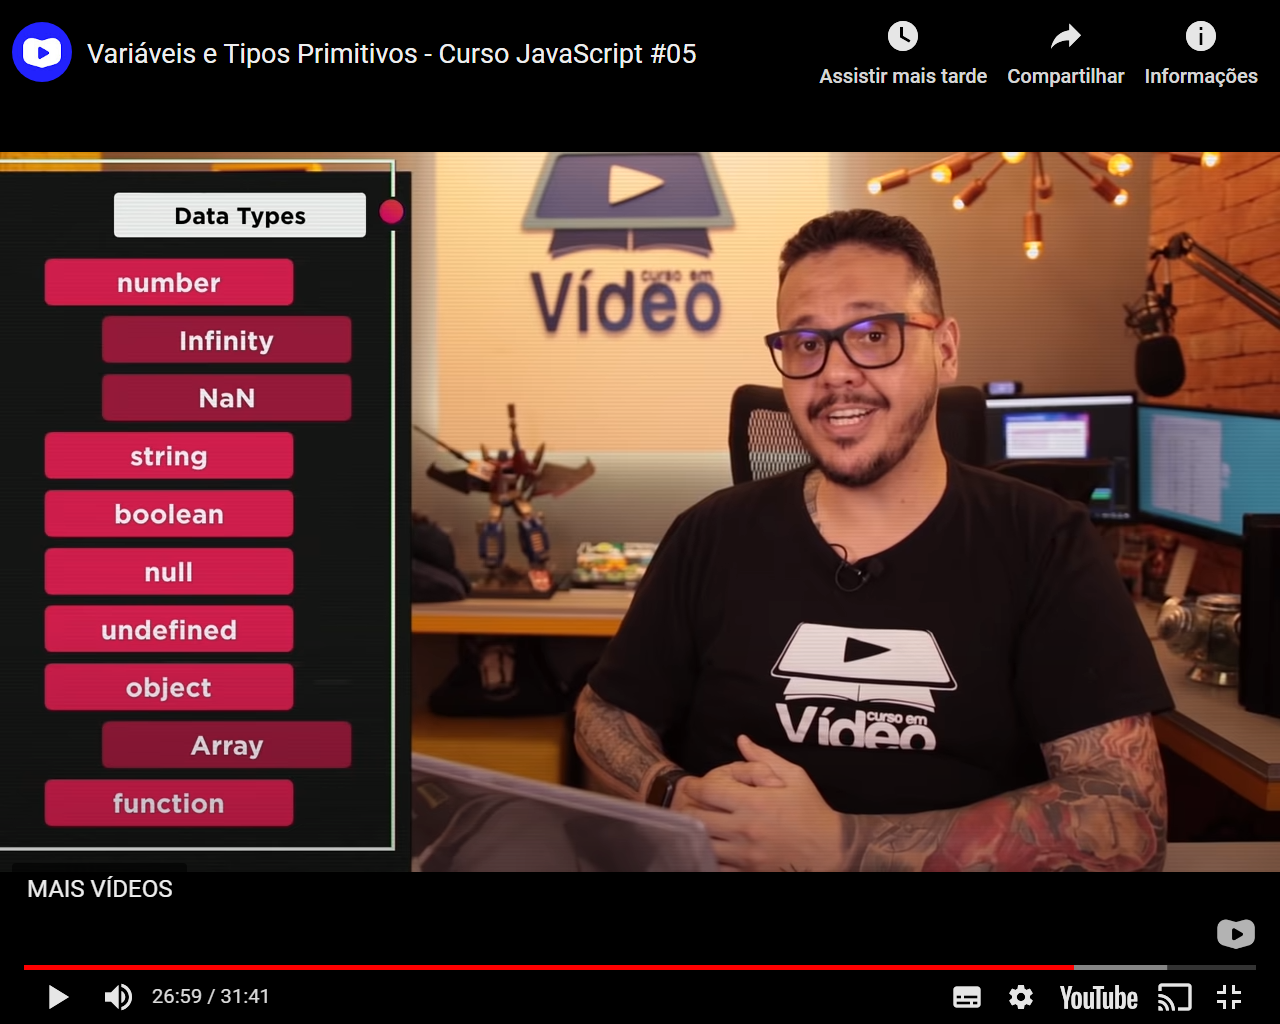 Variáveis e Tipos Primitivos - Curso JavaScript #05
Assistir mais tarde
Compartilhar
Informações
Data Types
number
Infinity
NaN
string
boolean
null
undefined
object
Array
function
curso em
Vídeo
curso em
Vídeo
MAIS VÍDEOS
26:59 / 31:41
YouTube